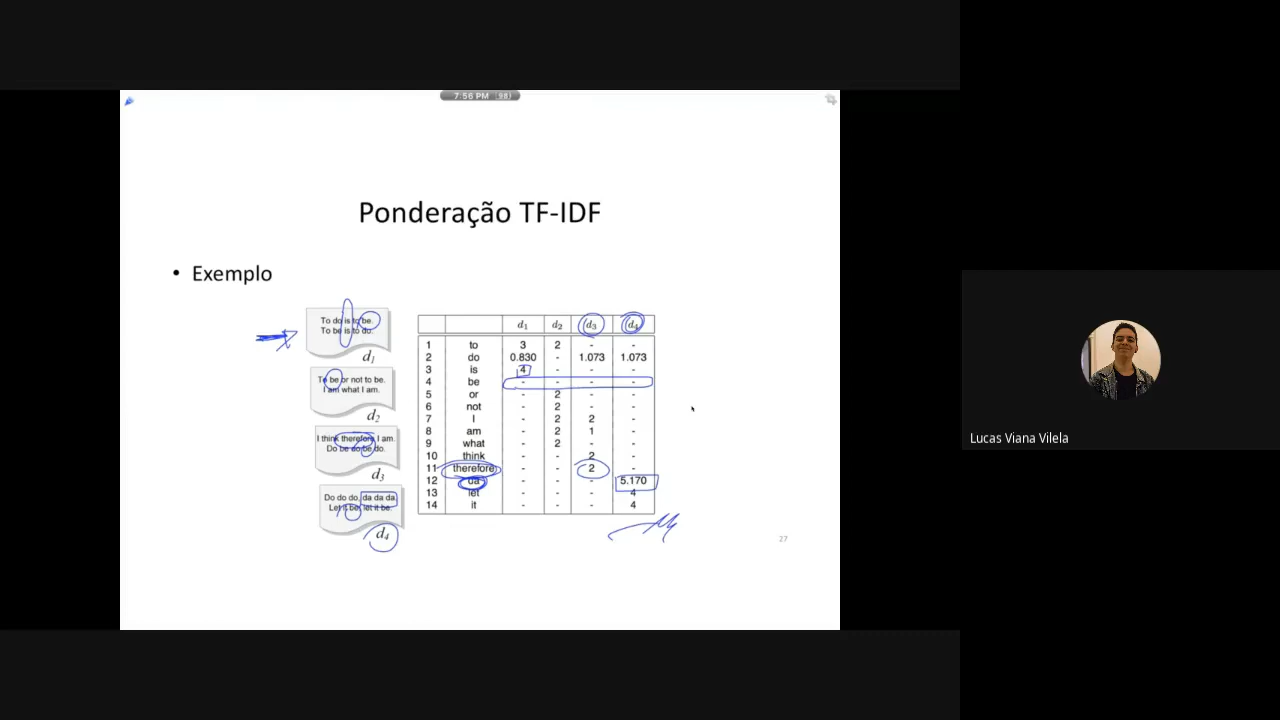 7:56 PM 98
Ponderação TF-IDF
• Exemplo
To do is to be.
To be is to do.
d1
To be or not to be.
I am what I am.
d2
I think therefore I am.
Do be do be do.
d3
Do do do, da da da.
Let it be, let it be.
d4
d1 d2 d3 d4
1 to 3 2 - -
2 do 0.830 - 1.073 1.073
3 is 4 - - -
4 be - - - -
5 or - 2 - -
6 not - 2 - -
7 I - 2 2 -
8 am - 2 1 -
9 what - 2 - -
10 think - - 2 -
11 therefore - - 2 -
12 da - - - 5.170
13 let - - - 4
14 it - - - 4
27
Lucas Viana Vilela